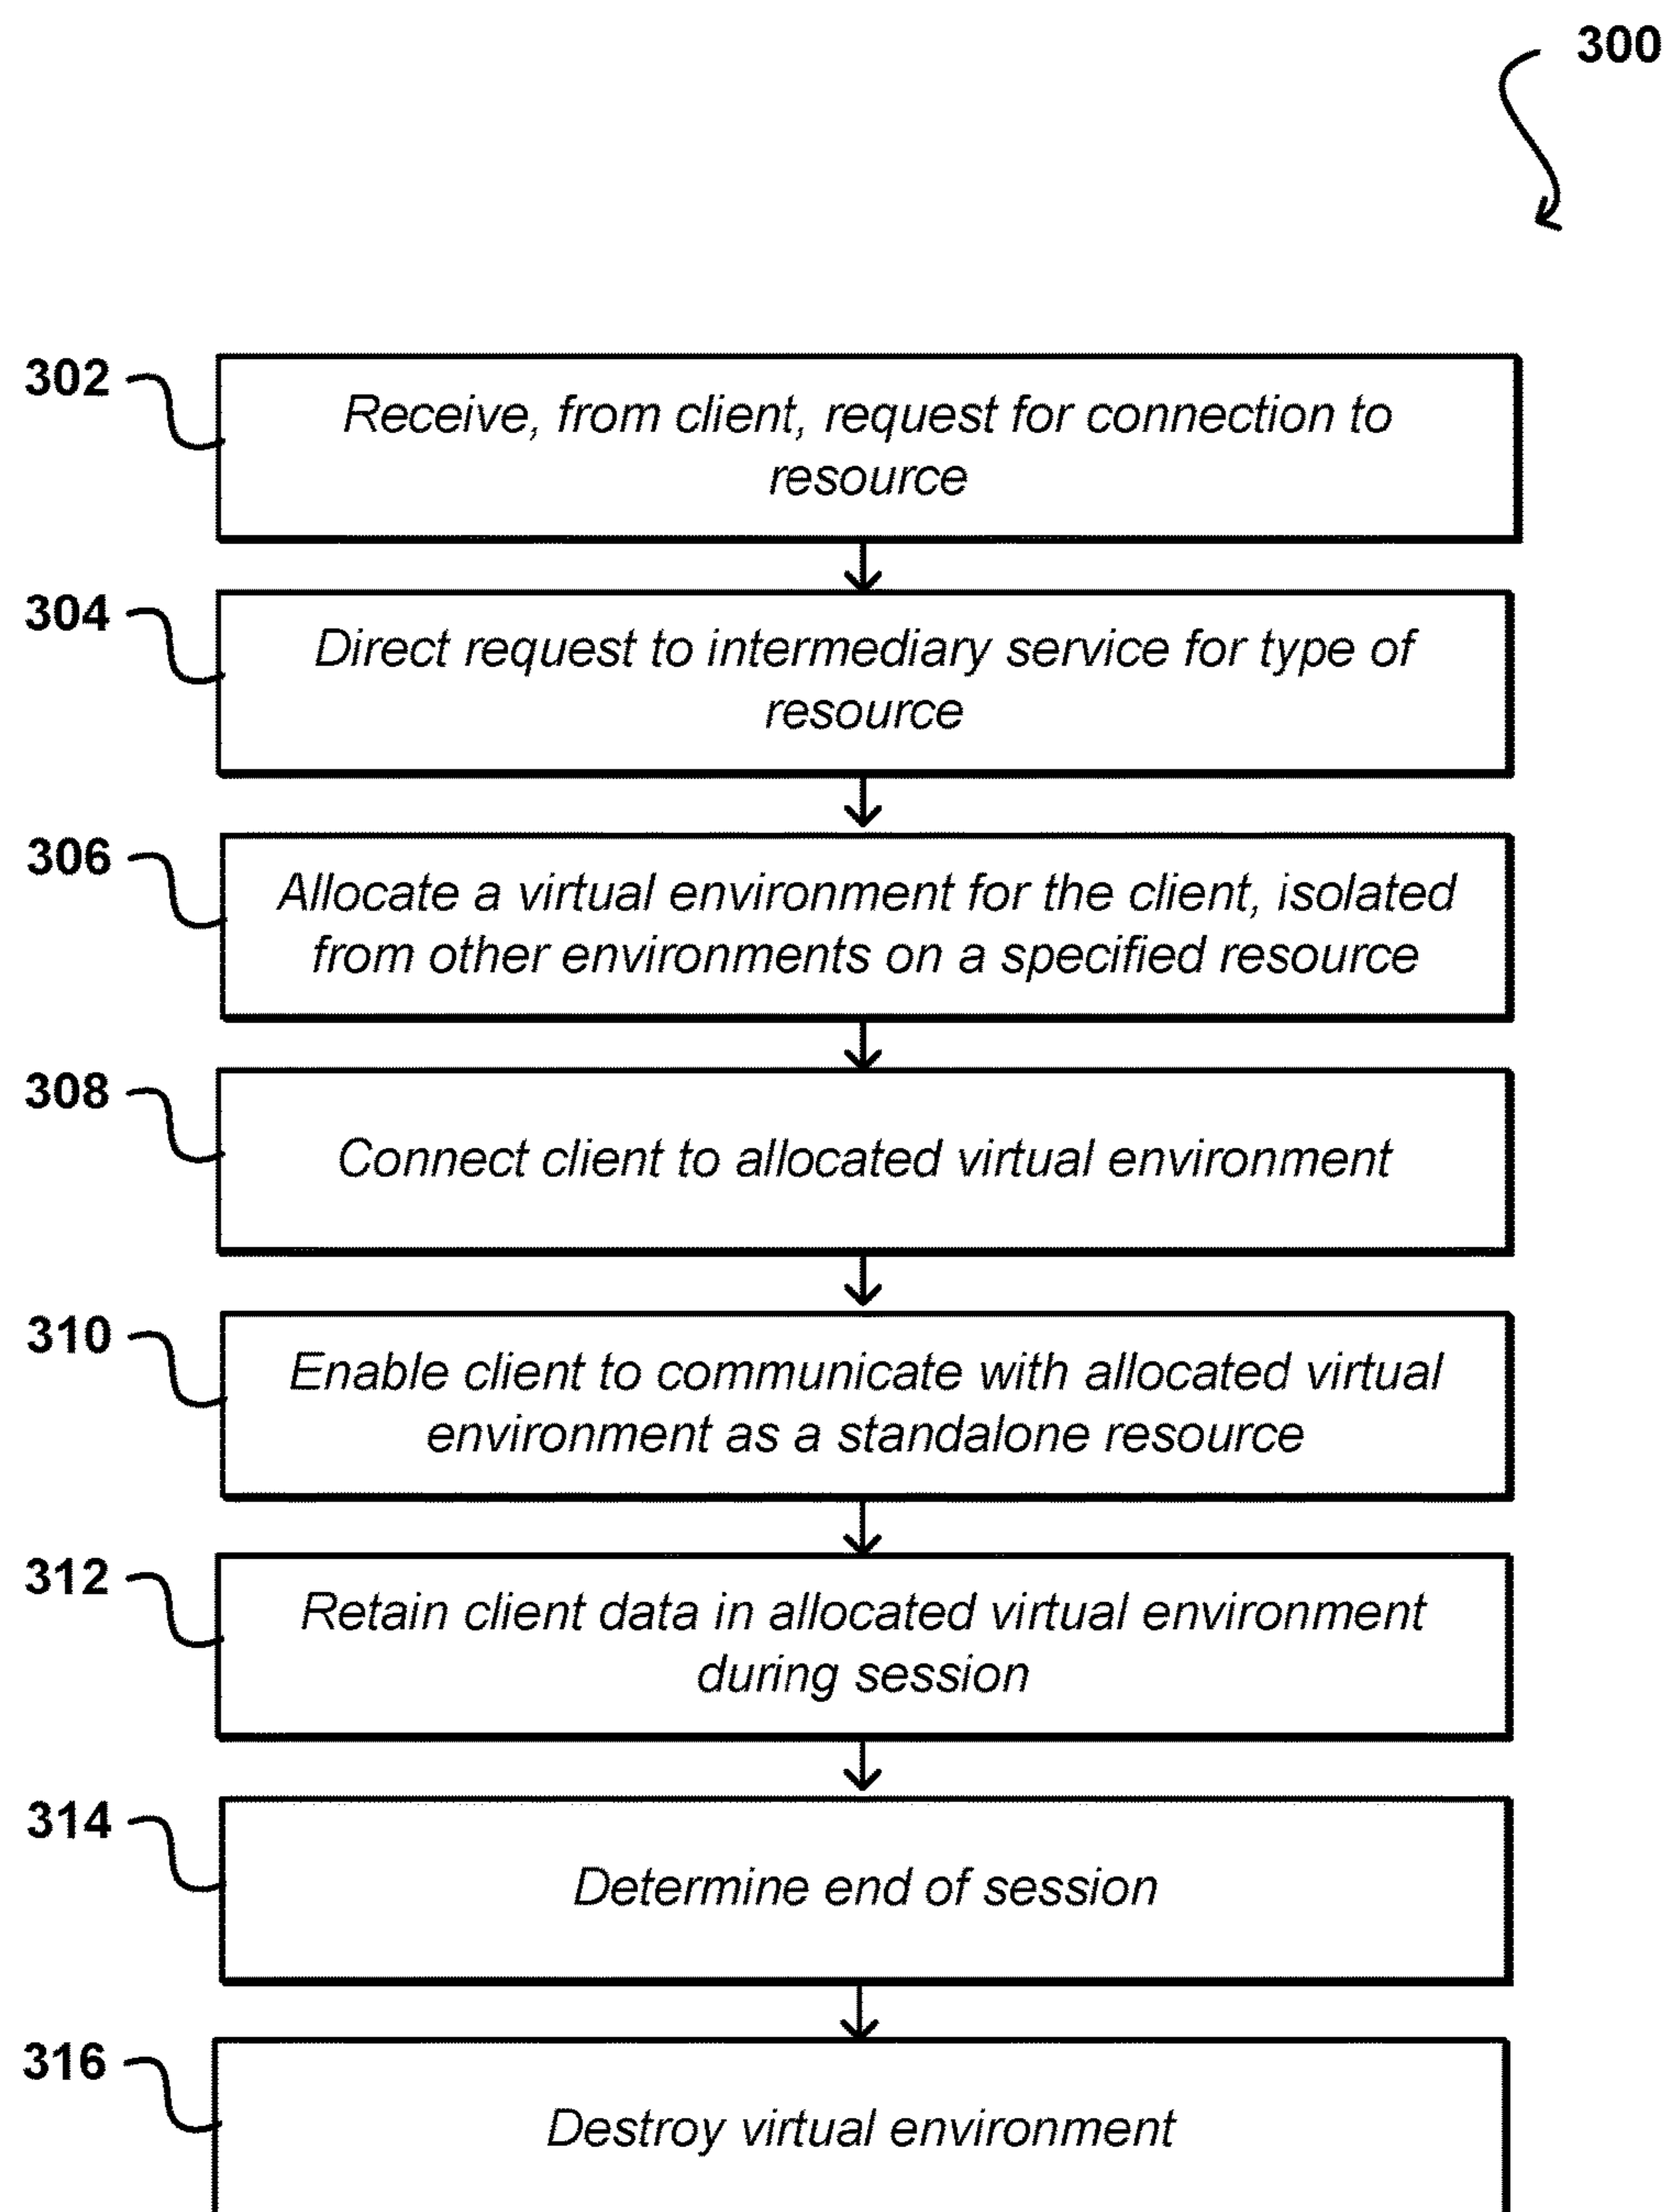 300
302
Receive, from client, request for connection to
resource
304
Direct request to intermediary service for type of
resource
306
Allocate a virtual environment for the client, isolated
from other environments on a specified resource
308
Connect client to allocated virtual environment
310
Enable client to communicate with allocated virtual
environment as a standalone resource
312
Retain client data in allocated virtual environment
during session
314
Determine end of session
316
Destroy virtual environment